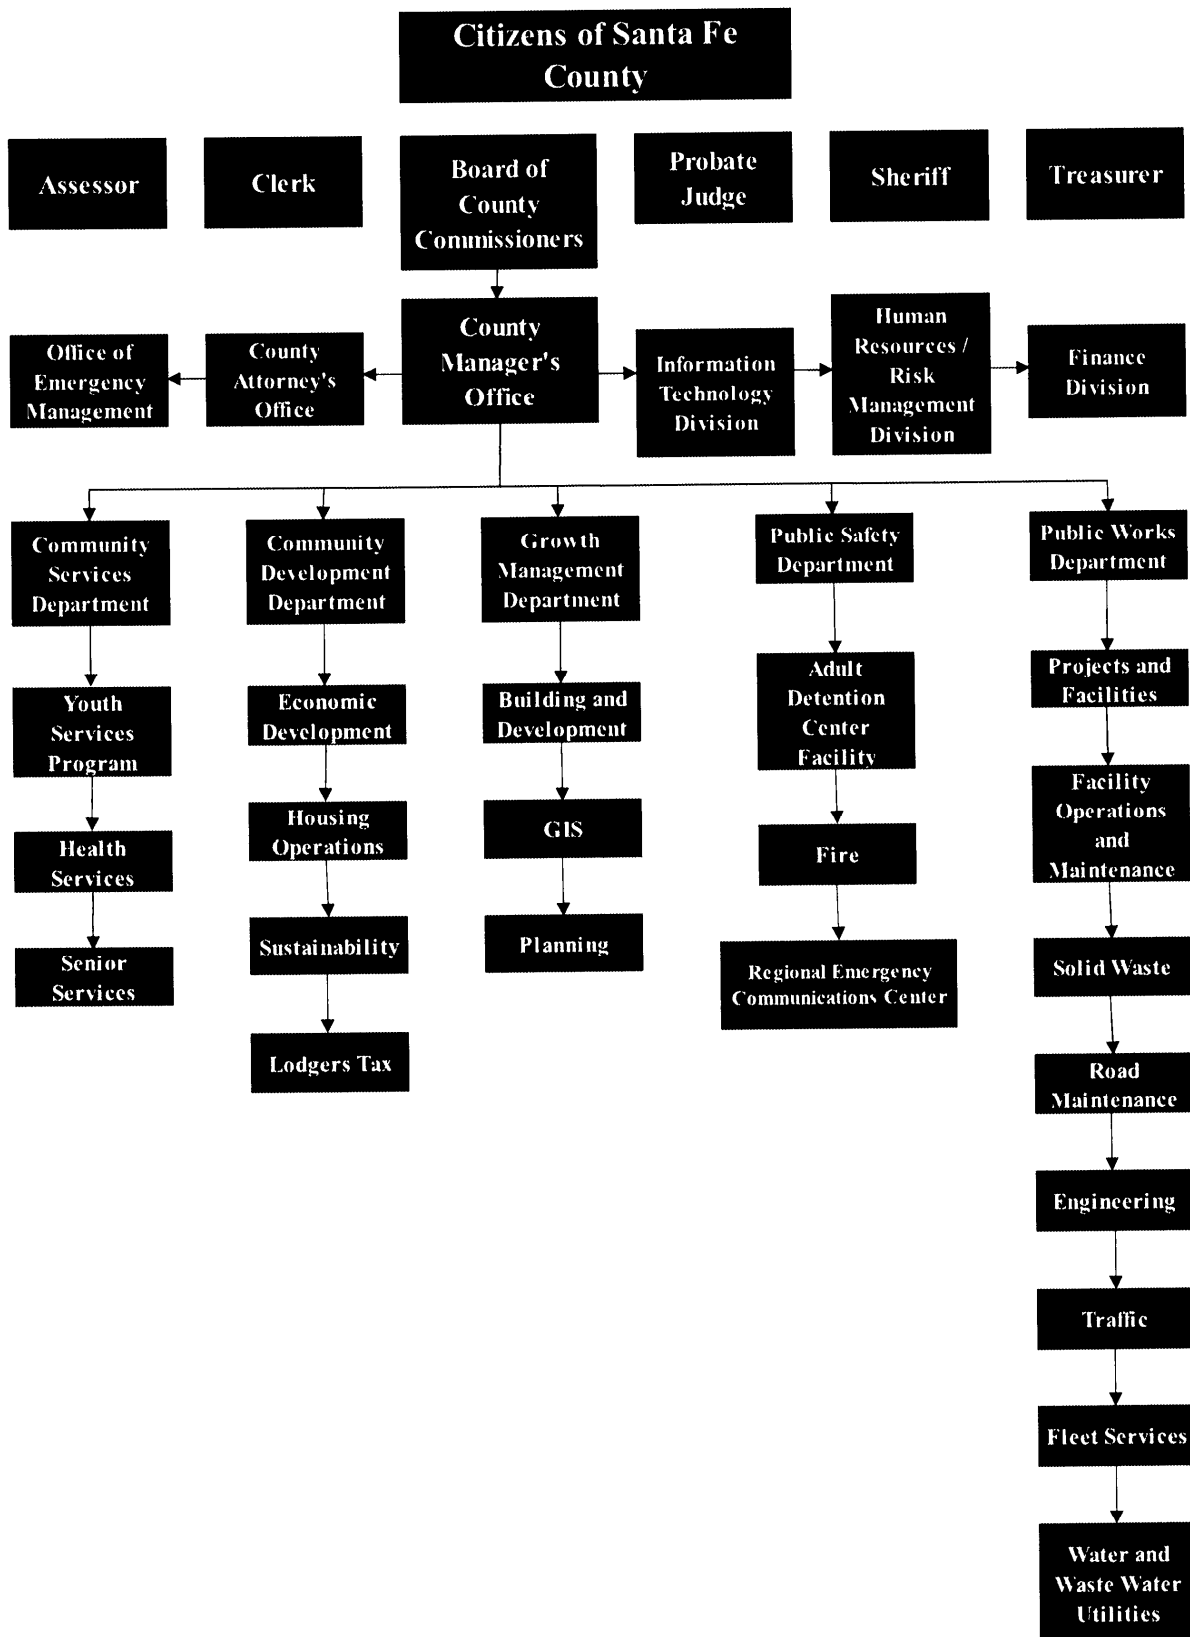 Citizens of Santa Fe
County
Assessor
Clerk
Board of
County
Commissioners
Probate
Judge
Sheriff
Treasurer
Office of
Emergency
Management
County
Attorney's
Office
County
Manager's
Office
Information
Technology
Division
Human
Resources /
Risk
Management
Division
Finance
Division
Community
Services
Department
Community
Development
Department
Growth
Management
Department
Public Safety
Department
Public Works
Department
Youth
Services
Program
Health
Services
Senior
Services
Economic
Development
Housing
Operations
Sustainability
Lodgers Tax
Building and
Development
GIS
Planning
Adult
Detention
Center
Facility
Fire
Regional Emergency
Communications Center
Projects and
Facilities
Facility
Operations
and
Maintenance
Solid Waste
Road
Maintenance
Engineering
Traffic
Fleet Services
Water and
Waste Water
Utilities